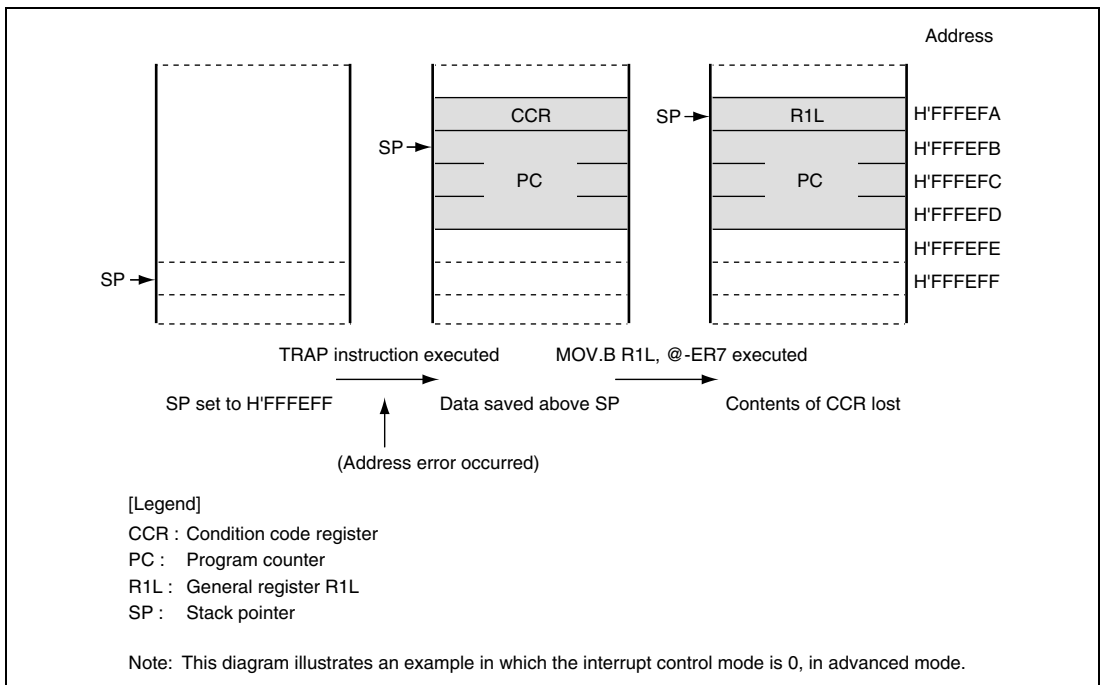 Address
CCR
SP
R1L
H'FFFEFA
SP
H'FFFEFB
PC
PC
H'FFFEFC
H'FFFEFD
H'FFFEFE
SP
H'FFFEFF
TRAP instruction executed
MOV.B R1L, @-ER7 executed
SP set to H'FFFEFF
Data saved above SP
Contents of CCR lost
(Address error occurred)
[Legend]
CCR : Condition code register
PC : Program counter
R1L : General register R1L
SP : Stack pointer
Note: This diagram illustrates an example in which the interrupt control mode is 0, in advanced mode.